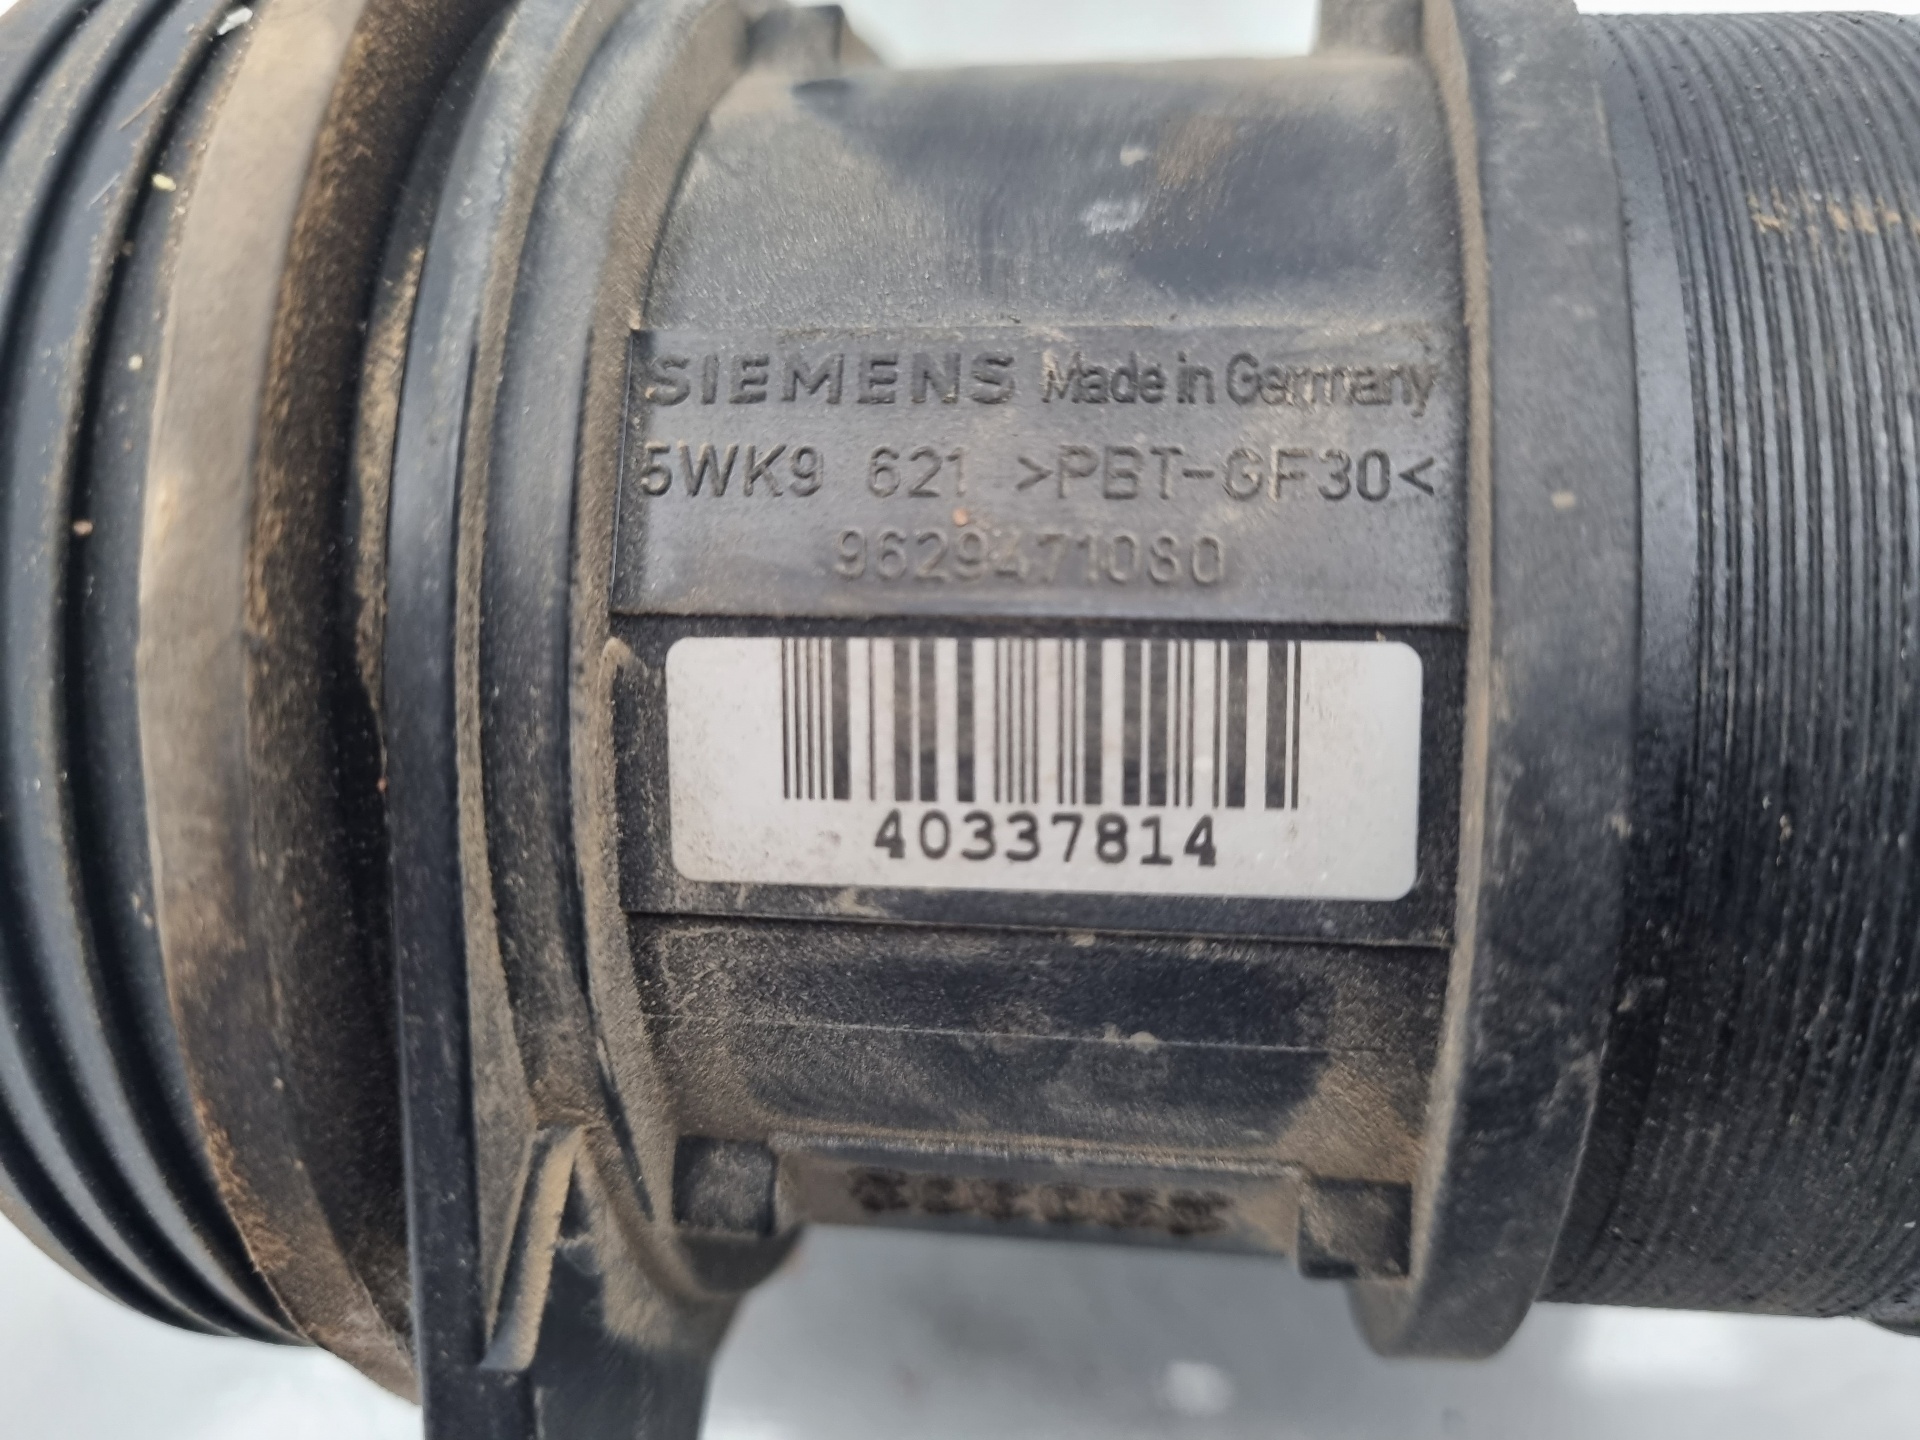 SIEMENS Made in Germany
5WK9 621 >PBT-GF30<
9629471080
40337814